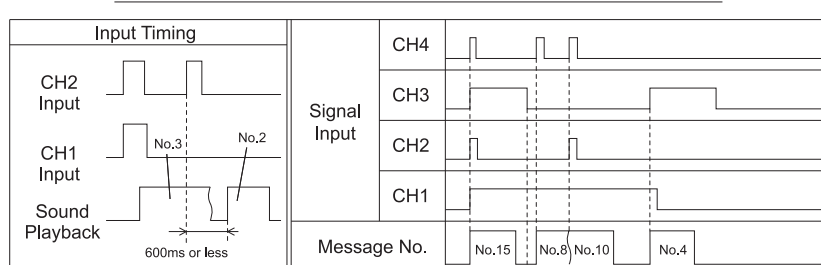 Input Timing
CH2
Input
CH1
Input
No.3
No.2
Sound
Playback
600ms or less
Signal
Input
CH4
CH3
CH2
CH1
Message No.
No.15
No.8
No.10
No.4